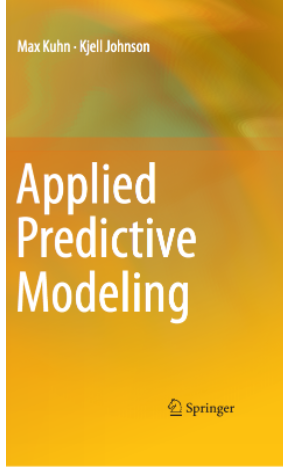 Max Kuhn · Kjell Johnson
Applied
Predictive
Modeling
Springer